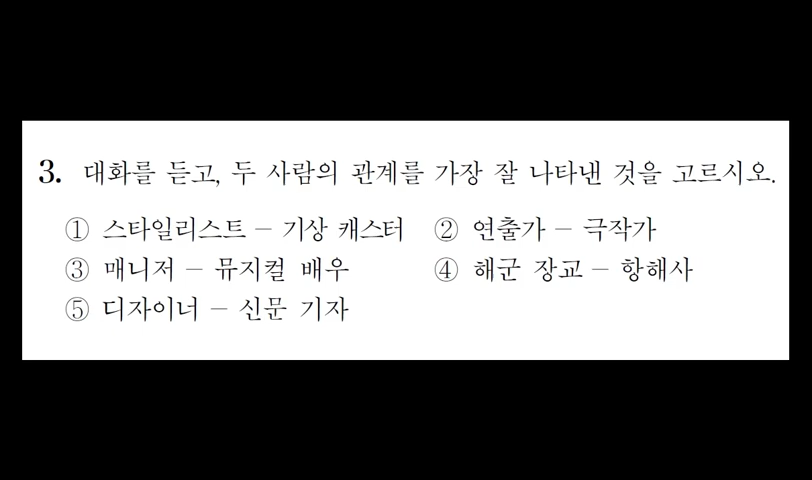 3. 대화를 듣고, 두 사람의 관계를 가장 잘 나타낸 것을 고르시오.
① 스타일리스트 – 기상 캐스터 ② 연출가 – 극작가
③ 매니저 – 뮤지컬 배우 ④ 해군 장교 – 항해사
⑤ 디자이너 – 신문 기자